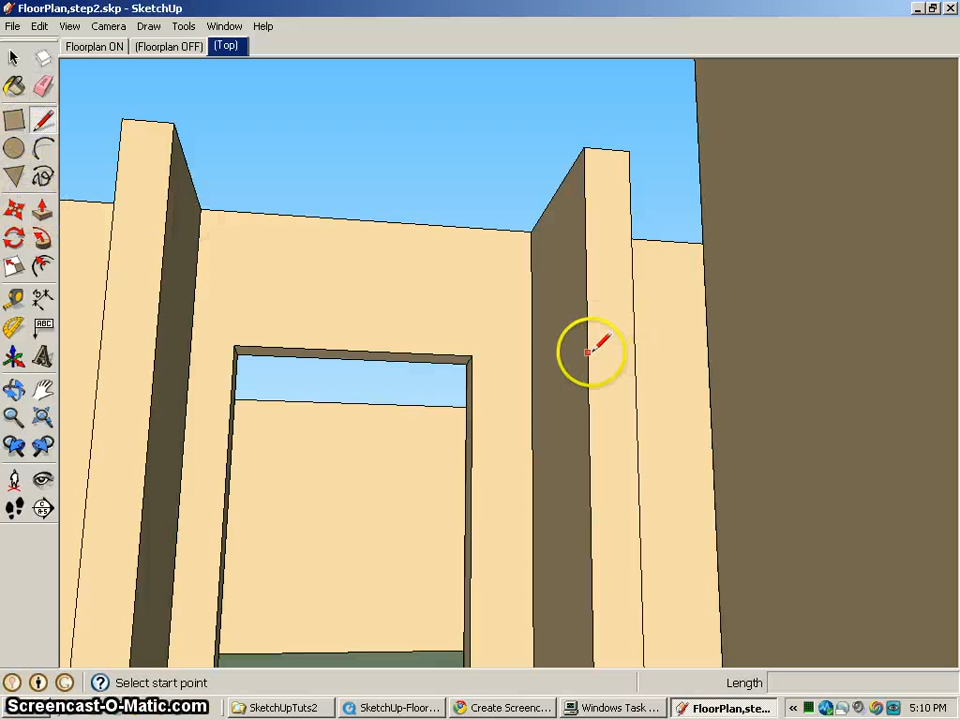 FloorPlan,step2.skp - SketchUp
File Edit View Camera Draw Tools Window Help
Floorplan ON (Floorplan OFF) (Top)
ABC
Select start point
Length
Screencast-O-Matic.com
SketchUpTuts2
SketchUp-Floor...
Create Screenc...
Windows Task ...
FloorPlan,ste...
5:10 PM